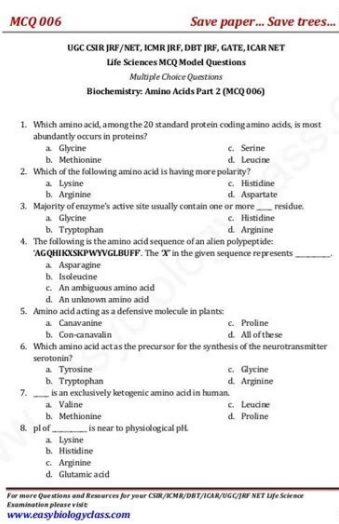 MCQ 006 Save paper... Save trees...
UGC CSIR JRF/NET, ICMR JRF, DBT JRF, GATE, ICAR NET
Life Sciences MCQ Model Questions
Multiple Choice Questions
Biochemistry: Amino Acids Part 2 (MCQ 006)
1. Which amino acid, among the 20 standard protein coding amino acids, is most
abundantly occurs in proteins?
a. Glycine c. Serine
b. Methionine d. Leucine
2. Which of the following amino acid is having more polarity?
a. Lysine c. Histidine
b. Arginine d. Aspartate
3. Majority of enzyme's active site usually contain one or more ____ residue.
a. Glycine c. Histidine
b. Tryptophan d. Arginine
4. The following is the amino acid sequence of an alien polypeptide:
'AGQHIKXSKPWYVGLBUFF'. The 'X' in the given sequence represents ________.
a. Asparagine
b. Isoleucine
c. An ambiguous amino acid
d. An unknown amino acid
5. Amino acid acting as a defensive molecule in plants:
a. Canavanine c. Proline
b. Con-canavalin d. All of these
6. Which amino acid act as the precursor for the synthesis of the neurotransmitter
serotonin?
a. Tyrosine c. Glycine
b. Tryptophan d. Arginine
7. ____ is an exclusively ketogenic amino acid in human.
a. Valine c. Leucine
b. Methionine d. Proline
8. pI of ________ is near to physiological pH.
a. Lysine
b. Histidine
c. Arginine
d. Glutamic acid
For more Questions and Resources for your CSIR/ICMR/DBT/ICAR/UGC/JRF NET Life Science
Examination please visit:
www.easybiologyclass.com